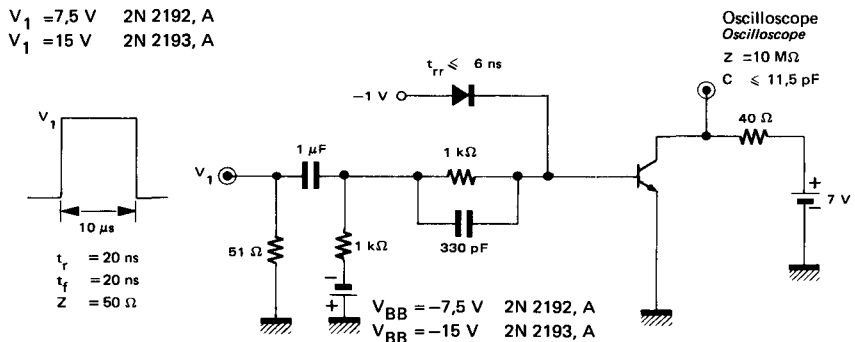 V1 =7,5 V 2N 2192, A
V1 =15 V 2N 2193, A
Oscilloscope
Oscilloscope
Z =10 MΩ
C ≤ 11,5 pF
trr ≤ 6 ns
−1 V
40 Ω
V1
1 µF
1 kΩ
V1
+
7 V
−
10 µs
330 pF
51 Ω
1 kΩ
tr = 20 ns
tf = 20 ns
Z = 50 Ω
−
+
VBB = −7,5 V 2N 2192, A
VBB = −15 V 2N 2193, A